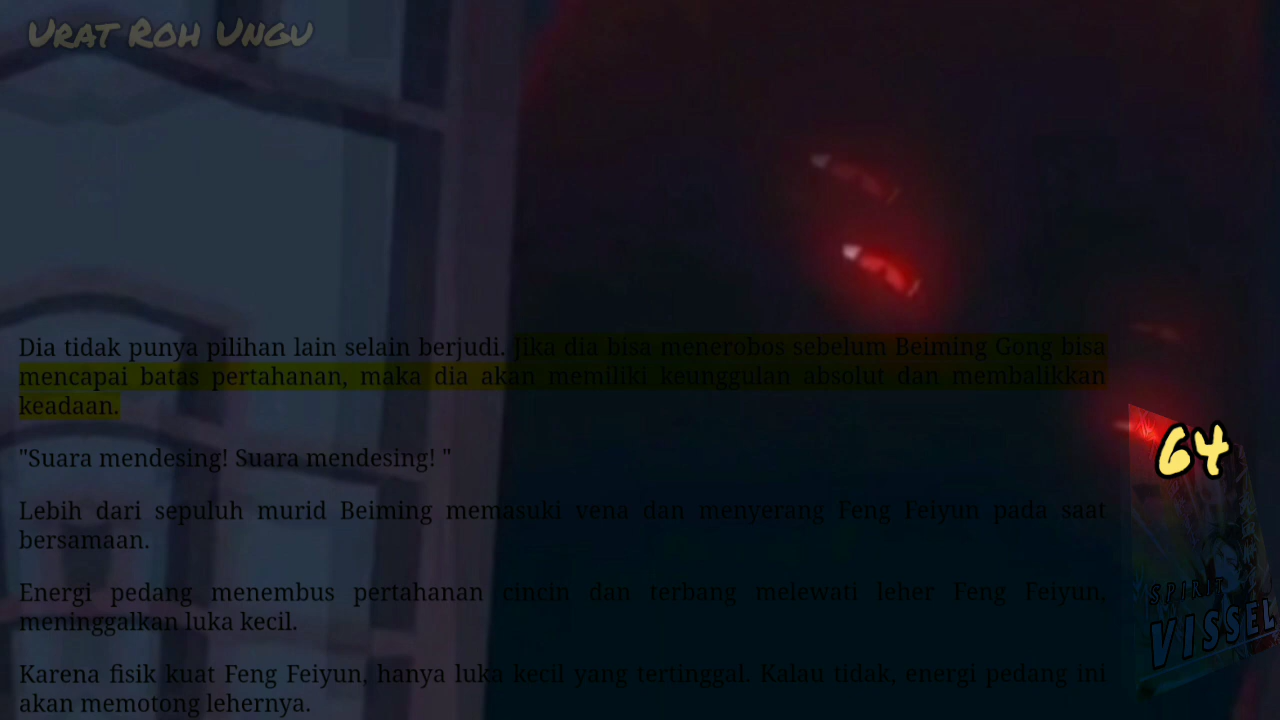 Urat Roh Ungu
Dia tidak punya pilihan lain selain berjudi. Jika dia bisa menerobos sebelum Beiming Gong bisa
mencapai batas pertahanan, maka dia akan memiliki keunggulan absolut dan membalikkan
keadaan.
"Suara mendesing! Suara mendesing! "
Lebih dari sepuluh murid Beiming memasuki vena dan menyerang Feng Feiyun pada saat
bersamaan.
Energi pedang menembus pertahanan cincin dan terbang melewati leher Feng Feiyun,
meninggalkan luka kecil.
Karena fisik kuat Feng Feiyun, hanya luka kecil yang tertinggal. Kalau tidak, energi pedang ini
akan memotong lehernya.
64
SPIRIT
VISSEL